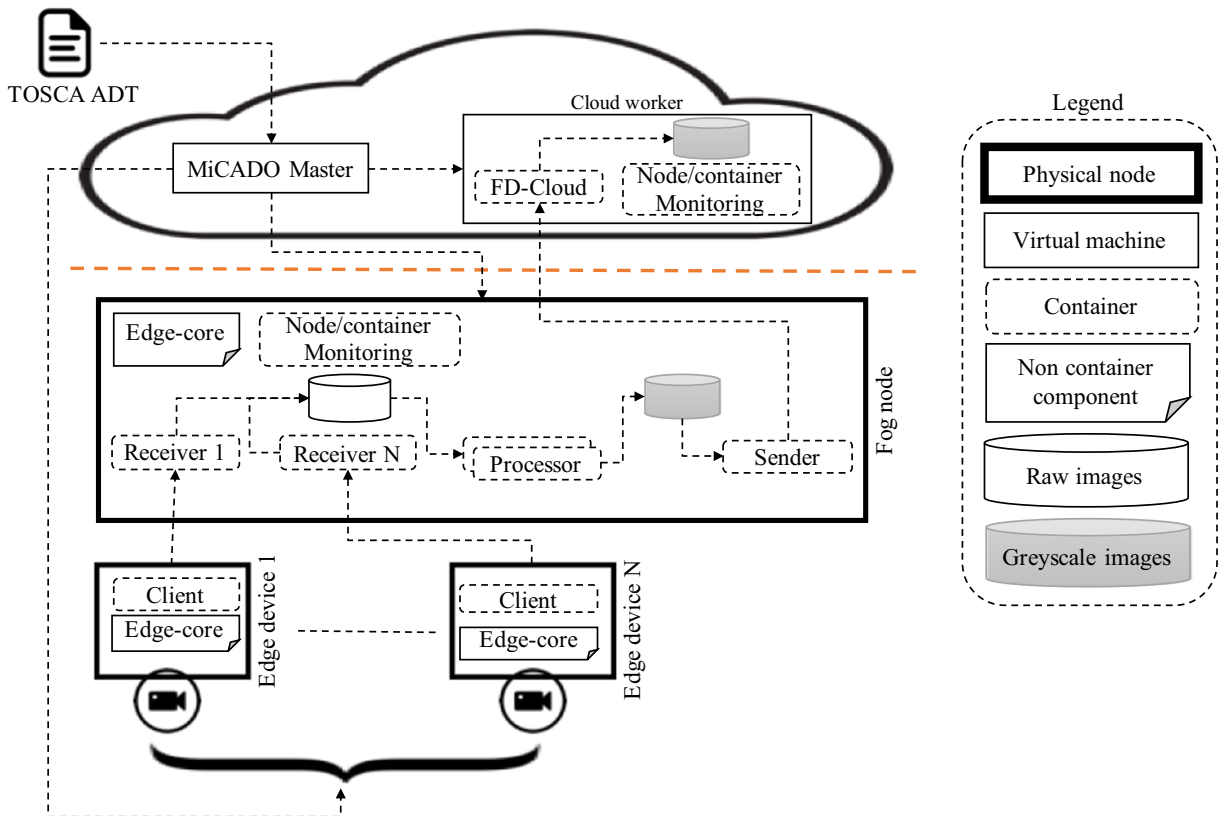 TOSCA ADT
Cloud worker
MiCADO Master
FD-Cloud
Node/container
Monitoring
Edge-core
Node/container
Monitoring
Receiver 1
Receiver N
Processor
Sender
Fog node
Client
Edge-core
Edge device 1
Client
Edge-core
Edge device N
Legend
Physical node
Virtual machine
Container
Non container
component
Raw images
Greyscale images